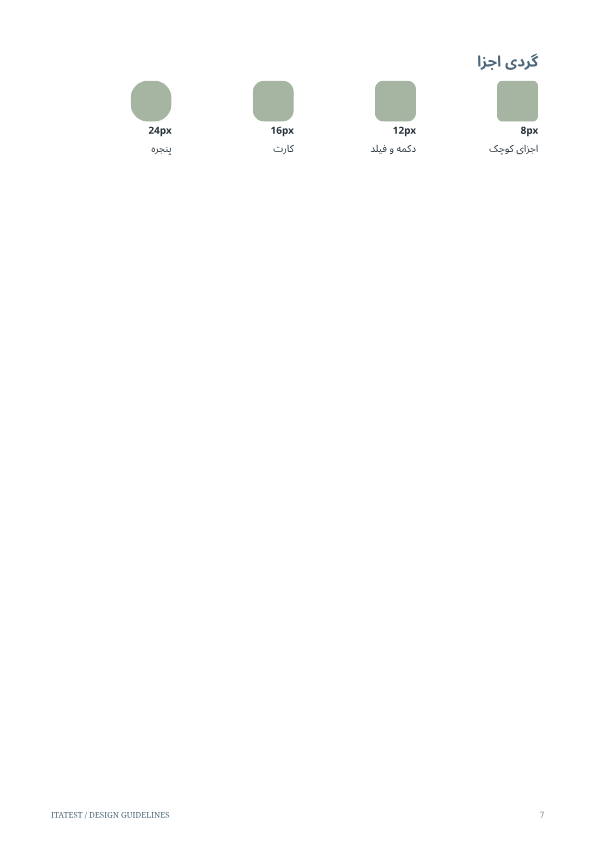 گردی اجزا
8px
12px
16px
24px
اجزای کوچک
دکمه و فیلد
کارت
پنجره
ITATEST / DESIGN GUIDELINES
7